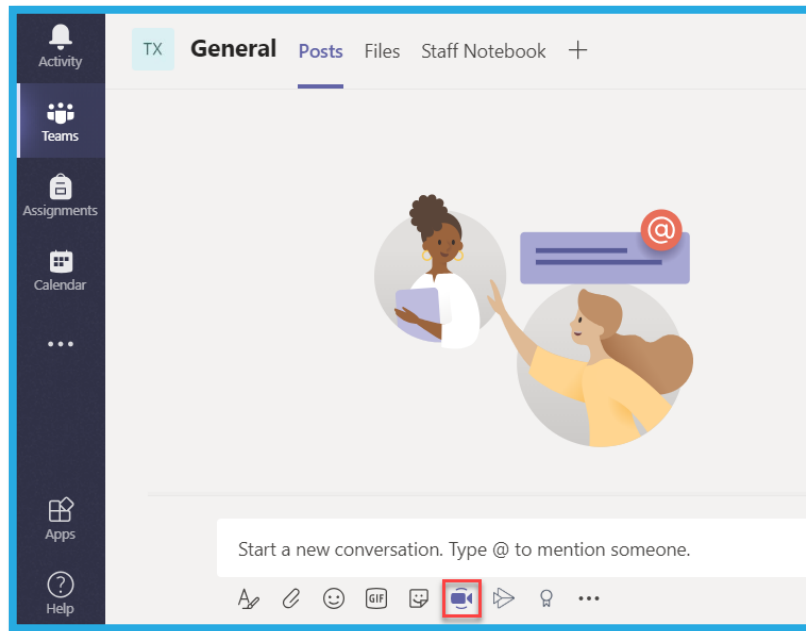 Activity
TX General Posts Files Staff Notebook
Teams
Assignments
@
Calendar
Apps
Start a new conversation. Type @ to mention someone.
GIF
Help